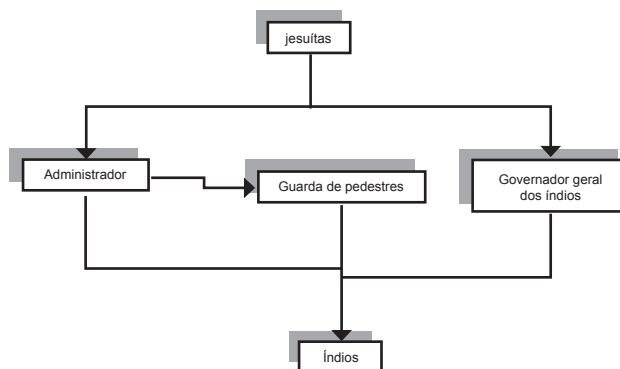 jesuítas
Administrador
Guarda de pedestres
Governador geral
dos índios
Índios